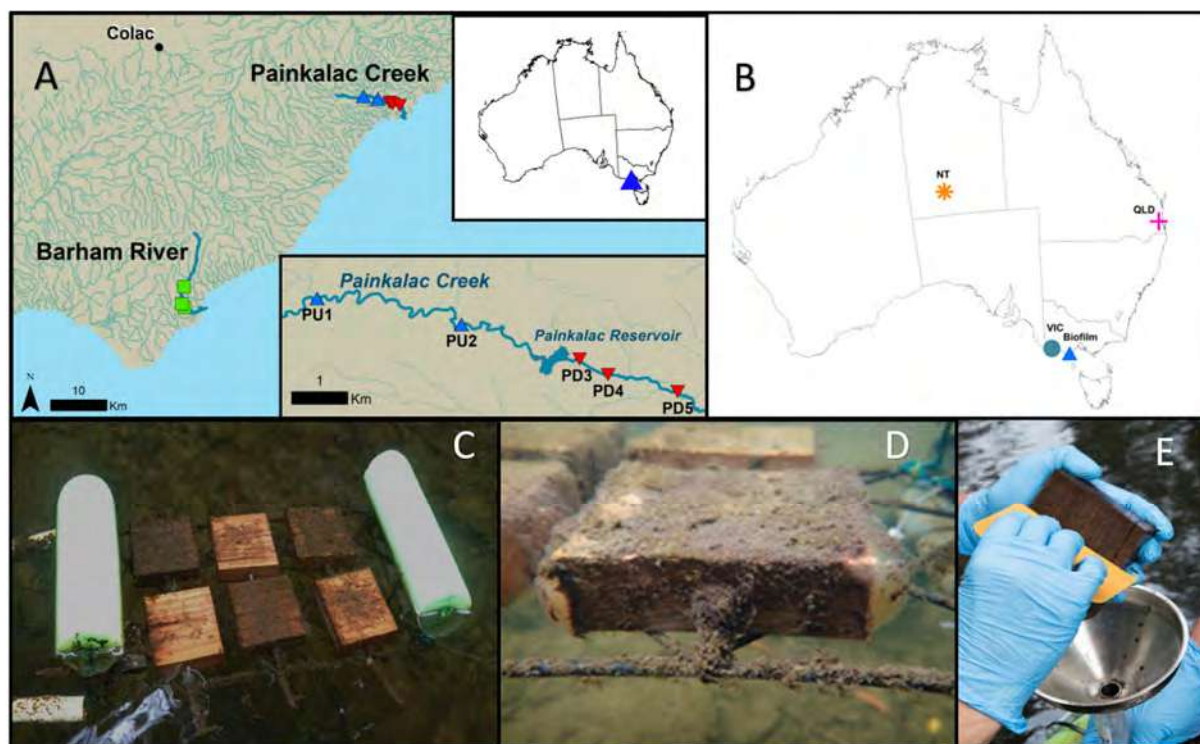 A
Colac
Painkalac Creek
Barham River
N
10
Km
Painkalac Creek
PU1
PU2
Painkalac Reservoir
PD3
PD4
PD5
1
Km
B
NT
QLD
VIC
Biofilm
C
D
E